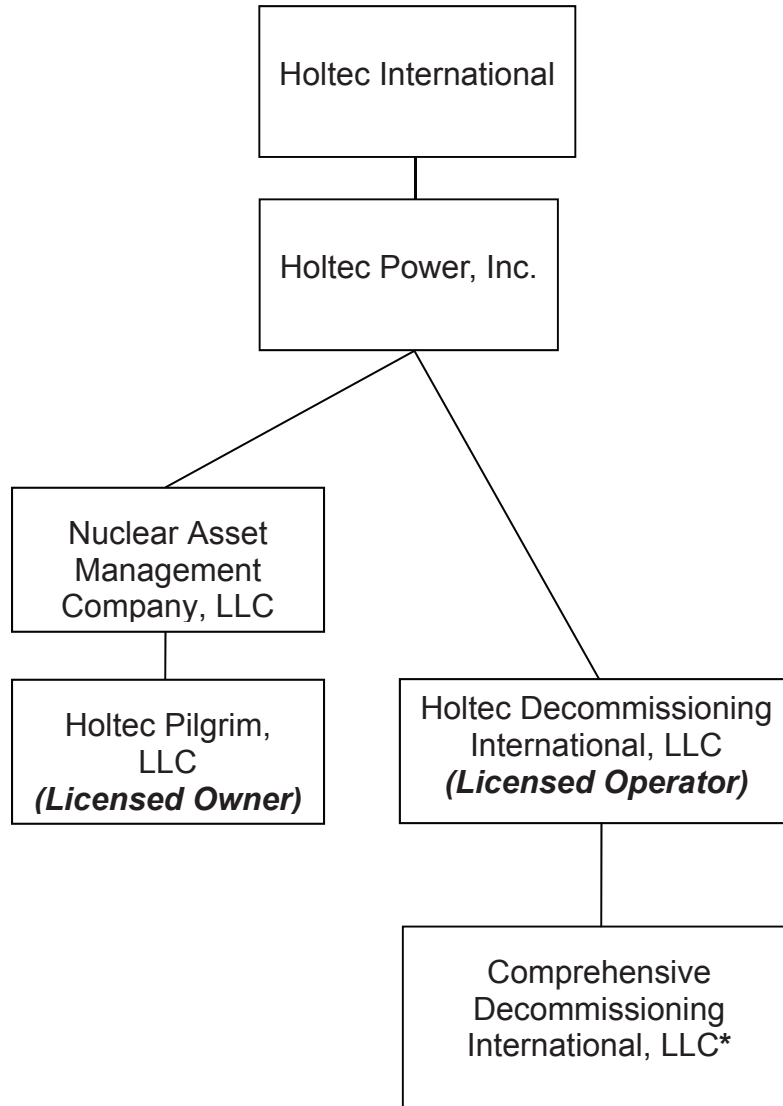 Holtec International
Holtec Power, Inc.
Nuclear Asset
Management
Company, LLC
Holtec Pilgrim,
LLC
(Licensed Owner)
Holtec Decommissioning
International, LLC
(Licensed Operator)
Comprehensive
Decommissioning
International, LLC*